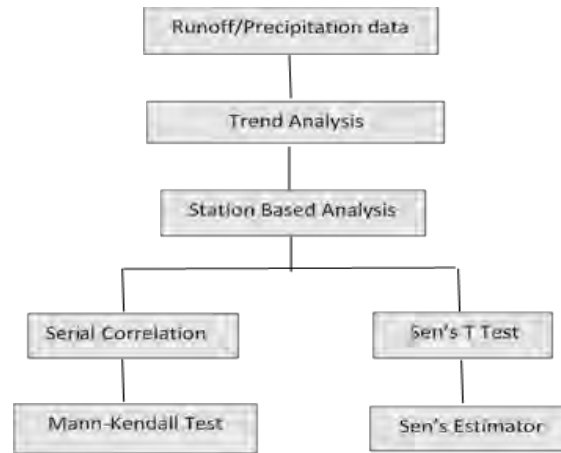 Runoff/Precipitation data
Trend Analysis
Station Based Analysis
Serial Correlation
Sen's T Test
Mann-Kendall Test
Sen's Estimator